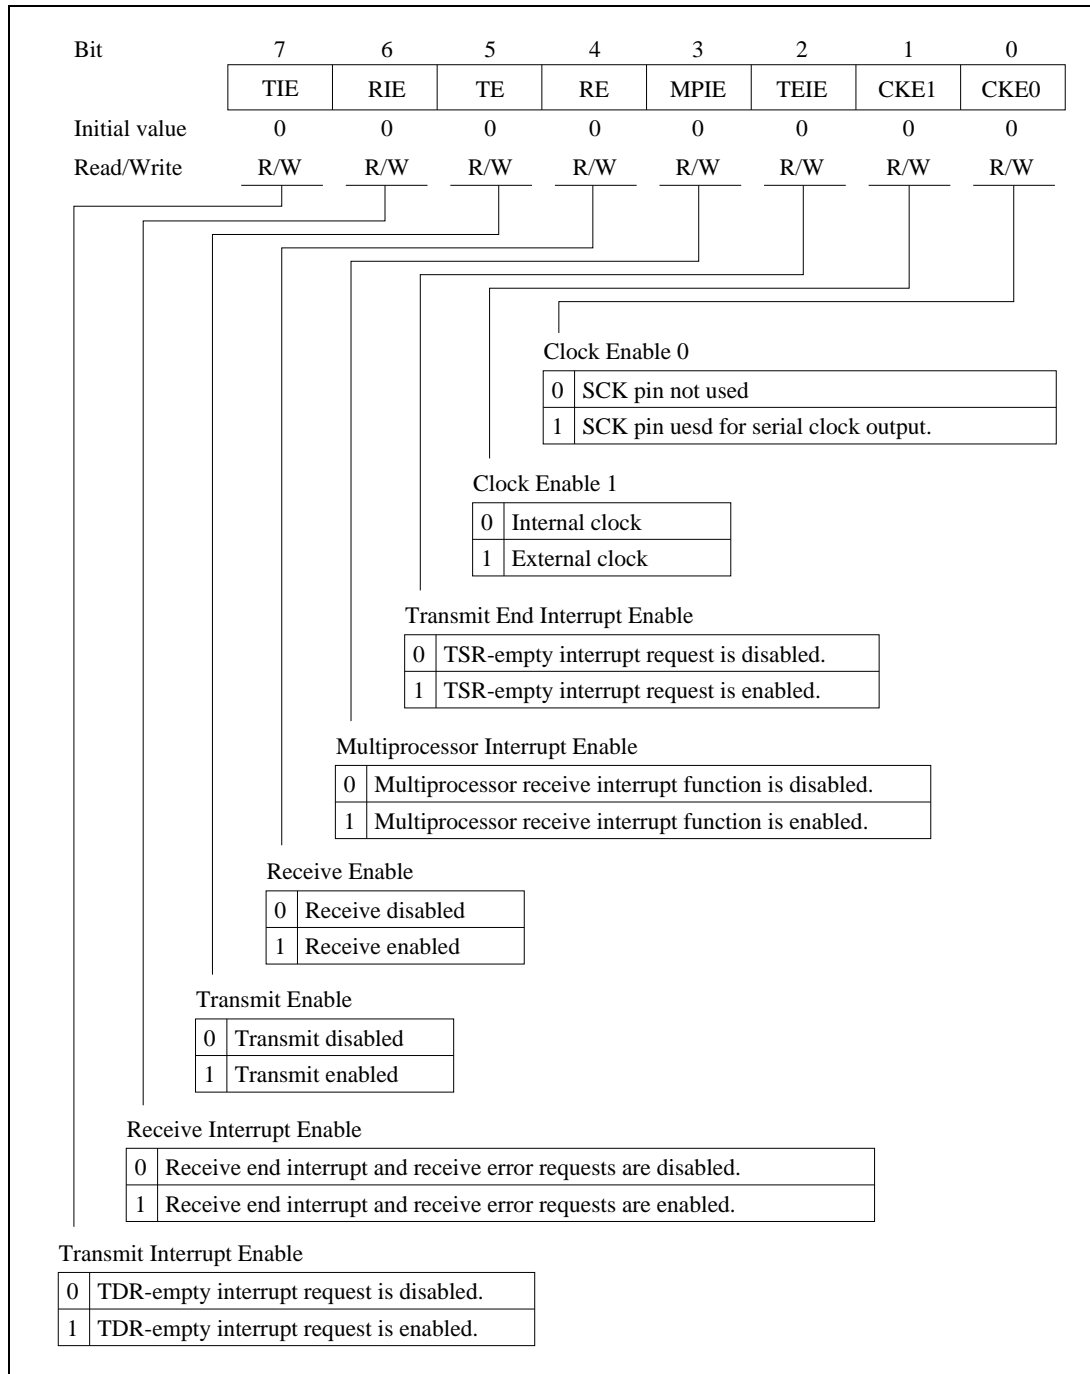 Bit 7 6 5 4 3 2 1 0
TIE RIE TE RE MPIE TEIE CKE1 CKE0
Initial value 0 0 0 0 0 0 0 0
Read/Write R/W R/W R/W R/W R/W R/W R/W R/W
Clock Enable 0
0 SCK pin not used
1 SCK pin uesd for serial clock output.
Clock Enable 1
0 Internal clock
1 External clock
Transmit End Interrupt Enable
0 TSR-empty interrupt request is disabled.
1 TSR-empty interrupt request is enabled.
Multiprocessor Interrupt Enable
0 Multiprocessor receive interrupt function is disabled.
1 Multiprocessor receive interrupt function is enabled.
Receive Enable
0 Receive disabled
1 Receive enabled
Transmit Enable
0 Transmit disabled
1 Transmit enabled
Receive Interrupt Enable
0 Receive end interrupt and receive error requests are disabled.
1 Receive end interrupt and receive error requests are enabled.
Transmit Interrupt Enable
0 TDR-empty interrupt request is disabled.
1 TDR-empty interrupt request is enabled.